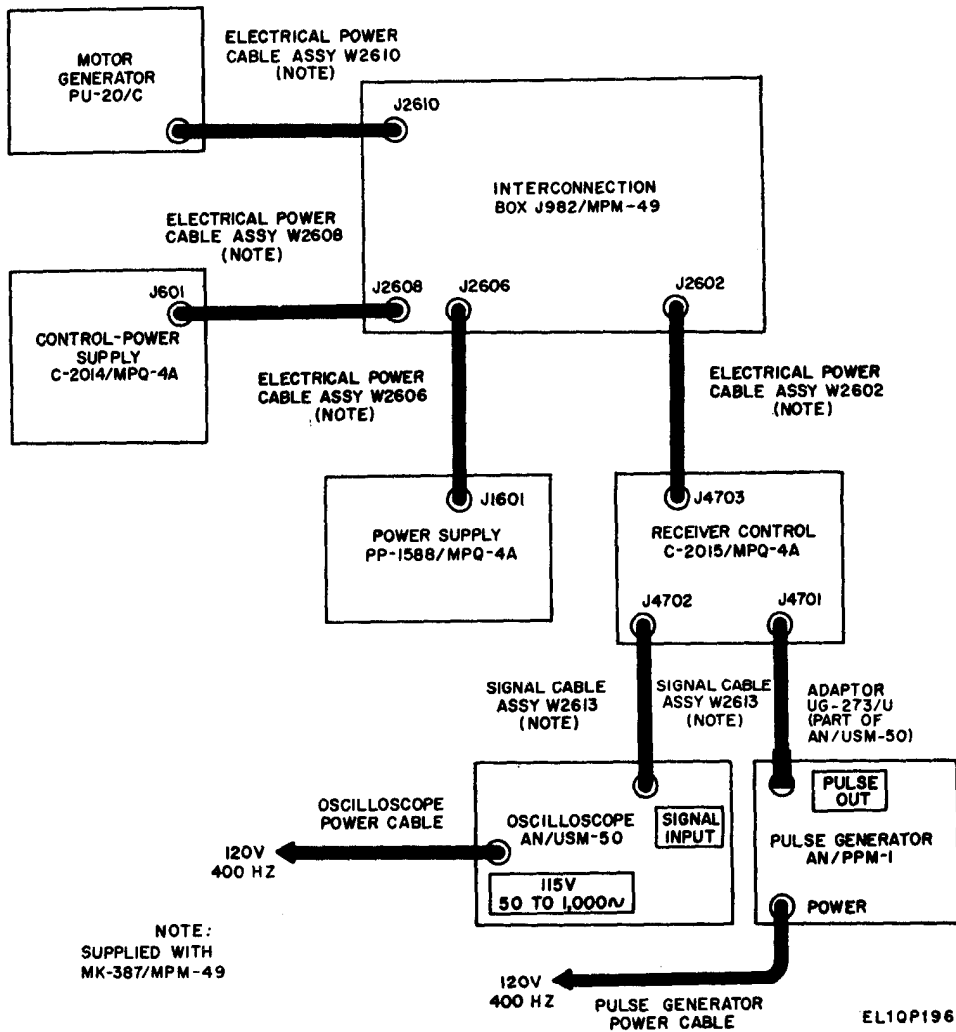 MOTOR
GENERATOR
PU-20/C
ELECTRICAL POWER
CABLE ASSY W2610
(NOTE)
J2610
INTERCONNECTION
BOX J982/MPM-49
ELECTRICAL POWER
CABLE ASSY W2608
(NOTE)
J601
J2608
J2606
J2602
CONTROL-POWER
SUPPLY
C-2014/MPQ-4A
ELECTRICAL POWER
CABLE ASSY W2606
(NOTE)
ELECTRICAL POWER
CABLE ASSY W2602
(NOTE)
J1601
POWER SUPPLY
PP-1588/MPQ-4A
J4703
RECEIVER CONTROL
C-2015/MPQ-4A
J4702
J4701
SIGNAL CABLE
ASSY W2613
(NOTE)
SIGNAL CABLE
ASSY W2613
(NOTE)
ADAPTOR
UG-273/U
(PART OF
AN/USM-50)
OSCILLOSCOPE
POWER CABLE
120V
400 HZ
OSCILLOSCOPE
AN/USM-50
SIGNAL
INPUT
115V
50 TO 1,000~
PULSE
OUT
PULSE GENERATOR
AN/PPM-1
POWER
NOTE:
SUPPLIED WITH
MK-387/MPM-49
120V
400 HZ
PULSE GENERATOR
POWER CABLE
EL1QP196